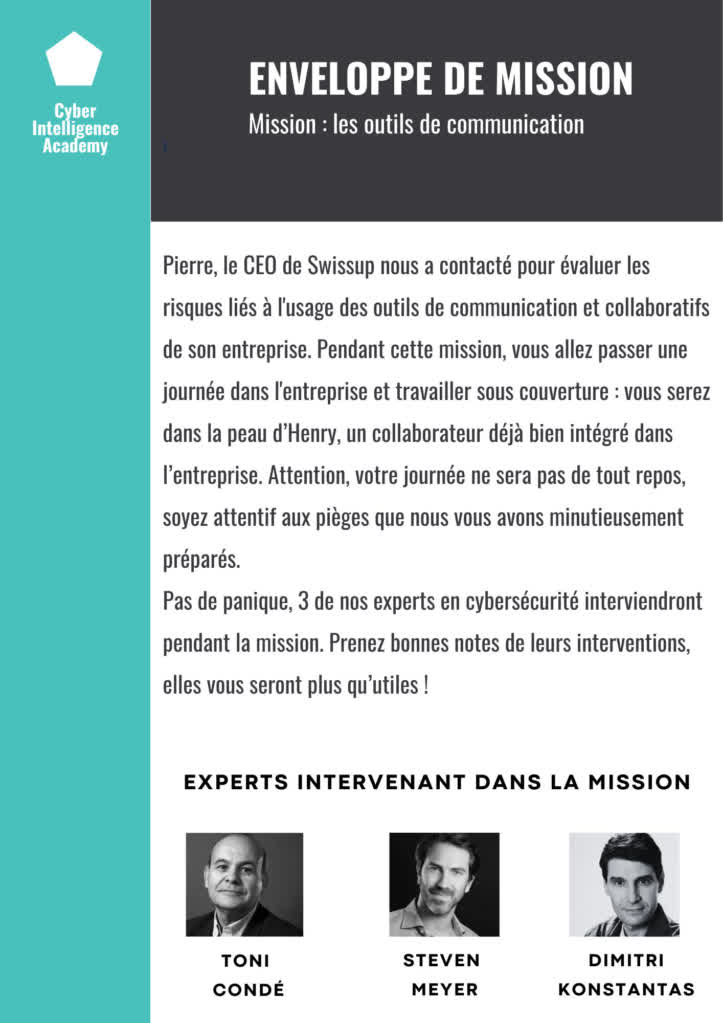 Cyber
Intelligence
Academy
ENVELOPPE DE MISSION
Mission : les outils de communication
Pierre, le CEO de Swissup nous a contacté pour évaluer les
risques liés à l'usage des outils de communication et collaboratifs
de son entreprise. Pendant cette mission, vous allez passer une
journée dans l'entreprise et travailler sous couverture : vous serez
dans la peau d’Henry, un collaborateur déjà bien intégré dans
l’entreprise. Attention, votre journée ne sera pas de tout repos,
soyez attentif aux pièges que nous vous avons minutieusement
préparés.
Pas de panique, 3 de nos experts en cybersécurité interviendront
pendant la mission. Prenez bonnes notes de leurs interventions,
elles vous seront plus qu’utiles !
EXPERTS INTERVENANT DANS LA MISSION
TONI
CONDÉ
STEVEN
MEYER
DIMITRI
KONSTANTAS